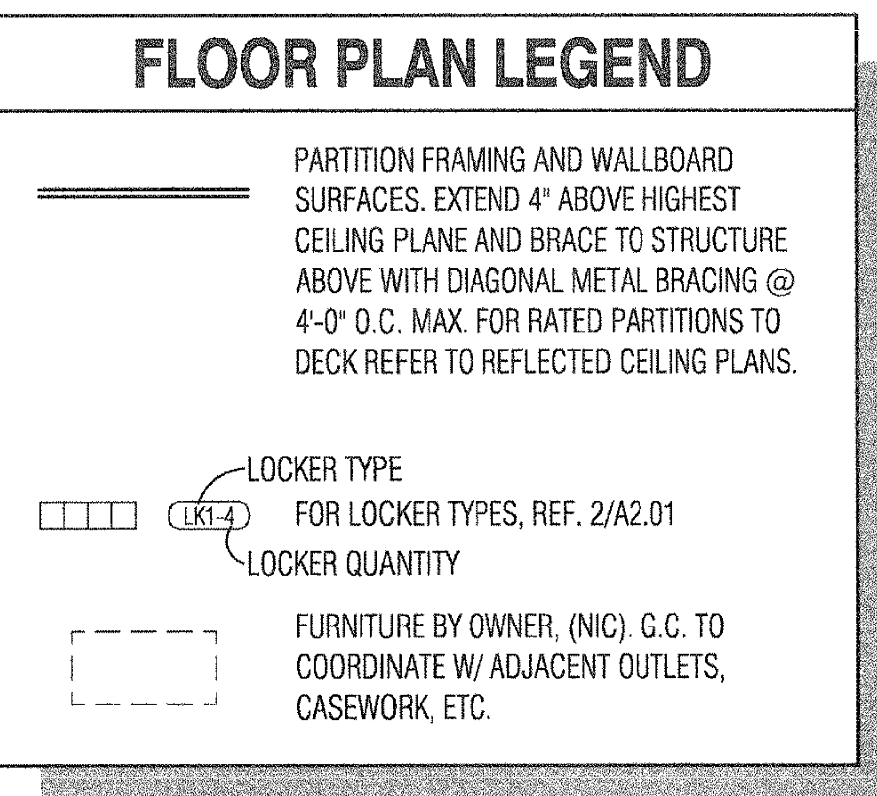 FLOOR PLAN LEGEND
PARTITION FRAMING AND WALLBOARD
SURFACES. EXTEND 4" ABOVE HIGHEST
CEILING PLANE AND BRACE TO STRUCTURE
ABOVE WITH DIAGONAL METAL BRACING @
4'-0" O.C. MAX. FOR RATED PARTITIONS TO
DECK REFER TO REFLECTED CEILING PLANS.
LOCKER TYPE
LK1-4
FOR LOCKER TYPES, REF. 2/A2.01
LOCKER QUANTITY
FURNITURE BY OWNER, (NIC). G.C. TO
COORDINATE W/ ADJACENT OUTLETS,
CASEWORK, ETC.